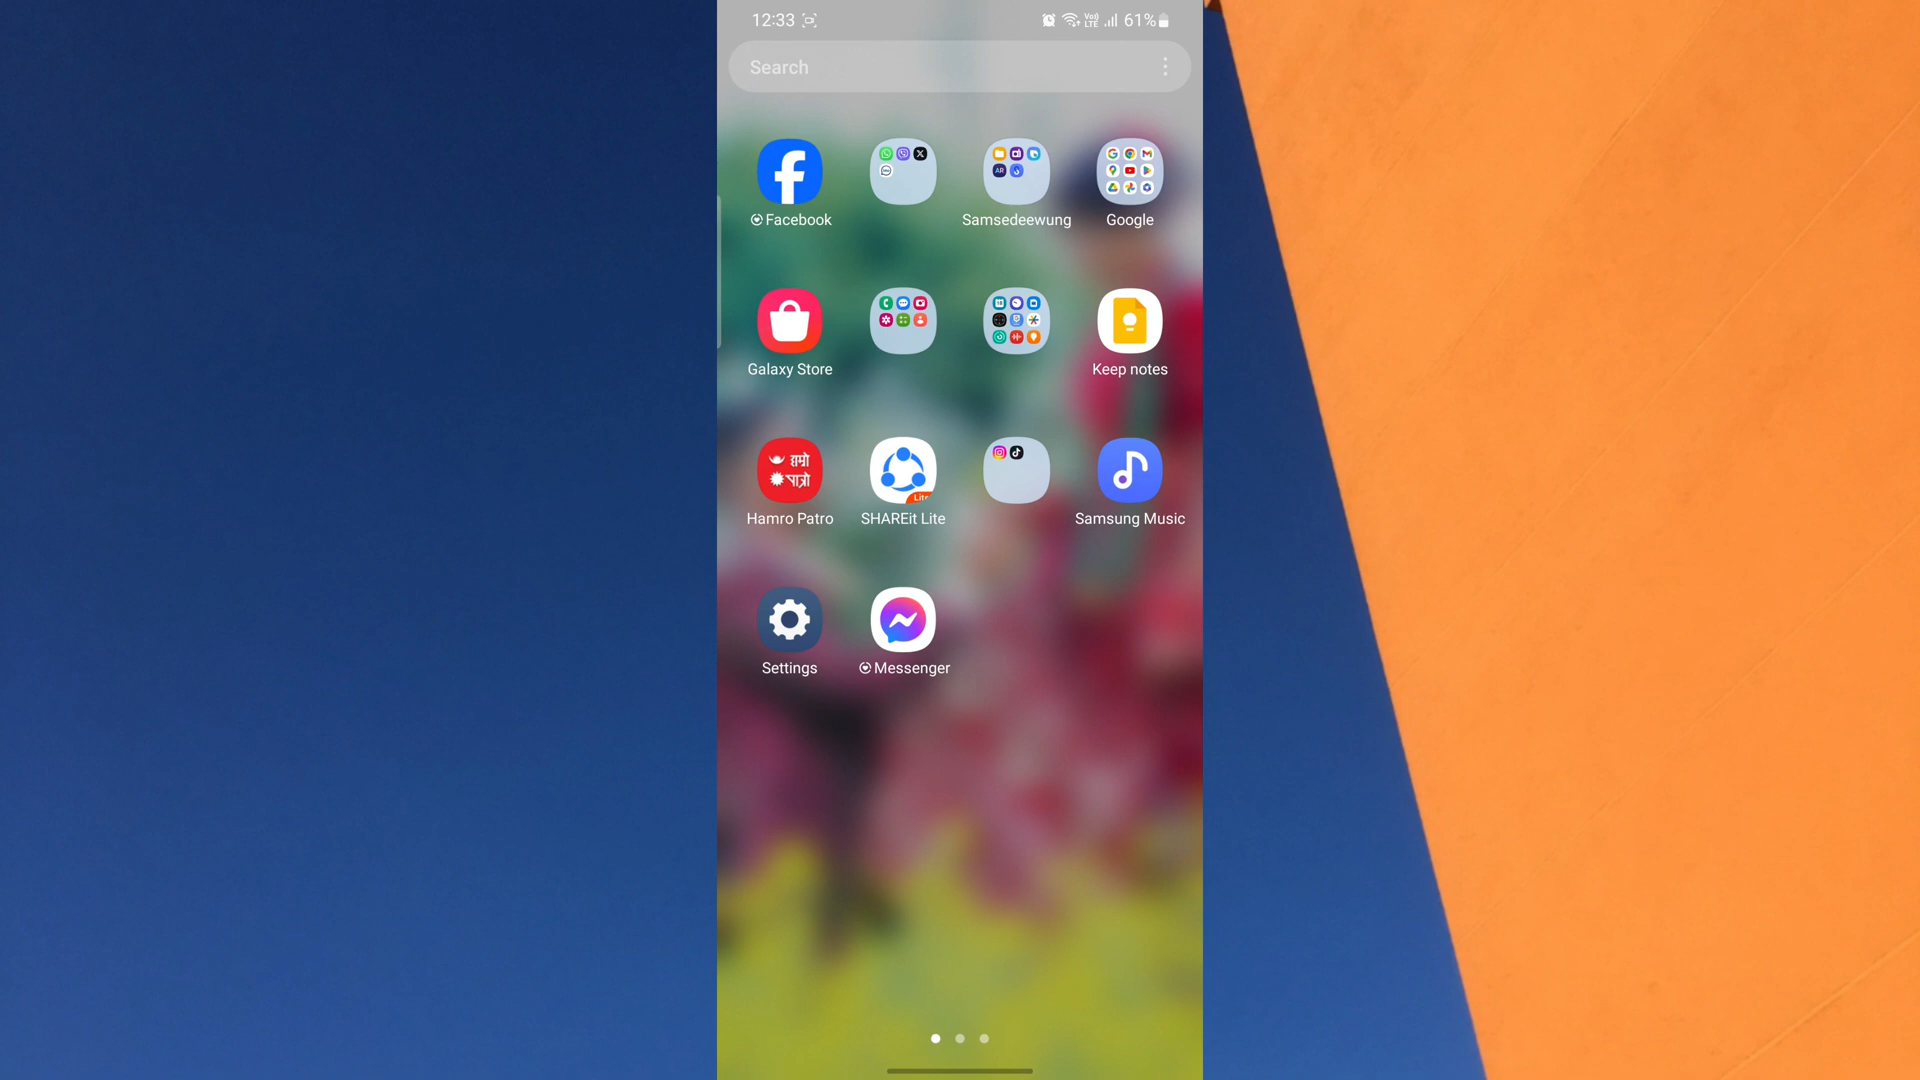 12:33 61%
Search
Facebook
Samsedeewung
Google
Galaxy Store
Keep notes
हाम्रो
पात्रो
Lite
Hamro Patro
SHAREit Lite
Samsung Music
Settings
Messenger